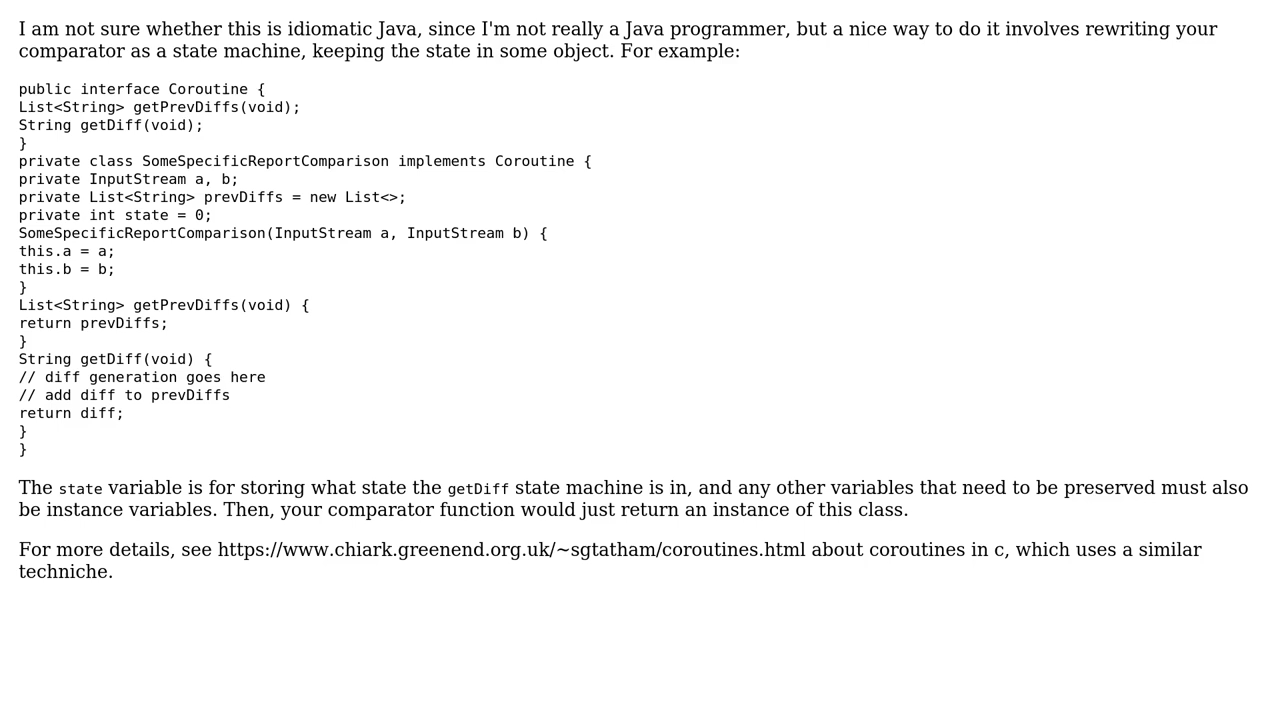 I am not sure whether this is idiomatic Java, since I'm not really a Java programmer, but a nice way to do it involves rewriting your
comparator as a state machine, keeping the state in some object. For example:
public interface Coroutine {
List<String> getPrevDiffs(void);
String getDiff(void);
}
private class SomeSpecificReportComparison implements Coroutine {
private InputStream a, b;
private List<String> prevDiffs = new List<>;
private int state = 0;
SomeSpecificReportComparison(InputStream a, InputStream b) {
this.a = a;
this.b = b;
}
List<String> getPrevDiffs(void) {
return prevDiffs;
}
String getDiff(void) {
// diff generation goes here
// add diff to prevDiffs
return diff;
}
}
The state variable is for storing what state the getDiff state machine is in, and any other variables that need to be preserved must also
be instance variables. Then, your comparator function would just return an instance of this class.
For more details, see https://www.chiark.greenend.org.uk/~sgtatham/coroutines.html about coroutines in c, which uses a similar
techniche.